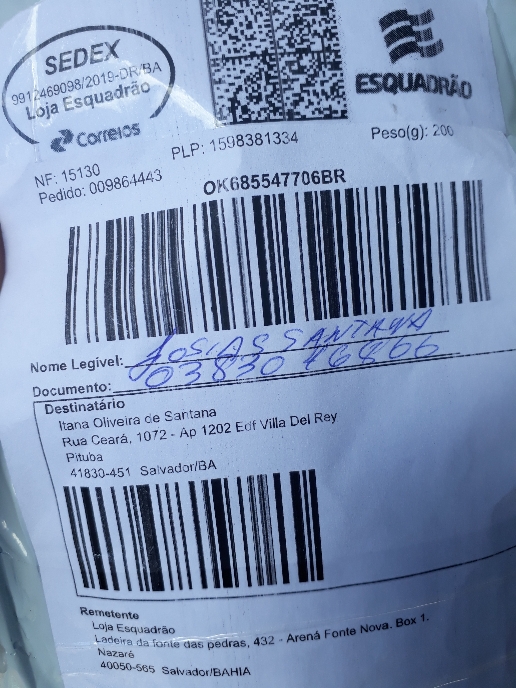 SEDEX
9912469098/2019-DR/BA
Loja Esquadrão
Correios
ESQUADRÃO
NF: 15130
PLP: 1598381334
Peso(g): 200
Pedido: 009864443
OK685547706BR
Nome Legível: JOSIAS SANTANA
Documento: 03830
Destinatário
Itana Oliveira de Santana
Rua Ceará, 1072 - Ap 1202 Edf Villa Del Rey
Pituba
41830-451 Salvador/BA
Remetente
Loja Esquadrão
Ladeira da fonte das pedras, 432 - Arena Fonte Nova. Box 1.
Nazaré
40050-565 Salvador/BAHIA